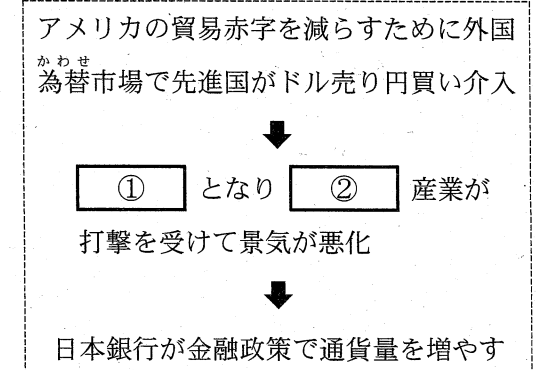 アメリカの貿易赤字を減らすために外国
かわせ
為替市場で先進国がドル売り円買い介入
① となり ② 産業が
打撃を受けて景気が悪化
日本銀行が金融政策で通貨量を増やす